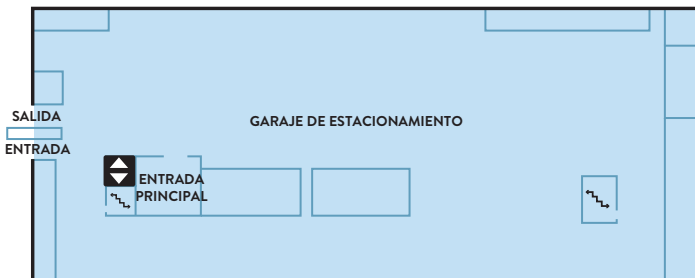 SALIDA
GARAJE DE ESTACIONAMIENTO
ENTRADA
ENTRADA
PRINCIPAL